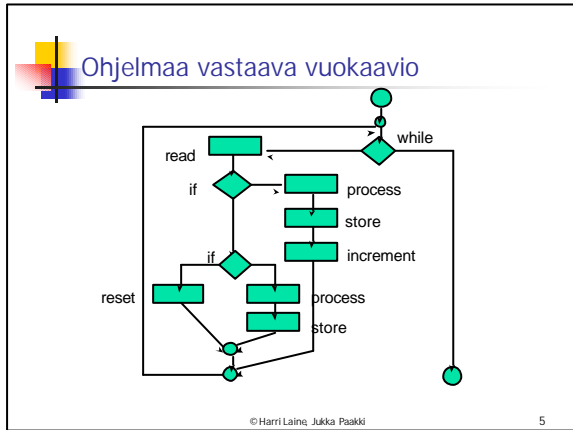 Ohjelmaa vastaava vuokaavio
while
read
if
process
store
increment
if
reset
process
store
© Harri Laine, Jukka Paakki
5